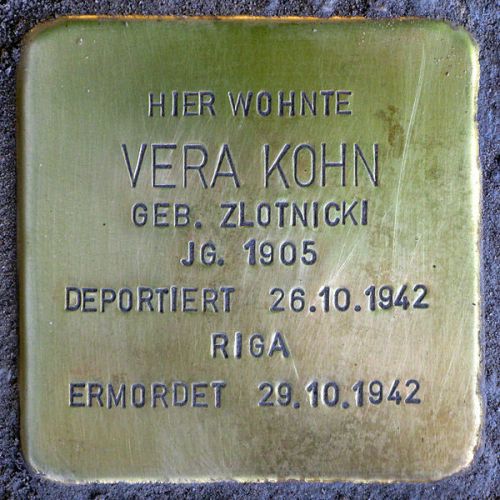 HIER WOHNTE
VERA KOHN
GEB. ZLOTNICKI
JG. 1905
DEPORTIERT 26.10.1942
RIGA
ERMORDET 29.10.1942